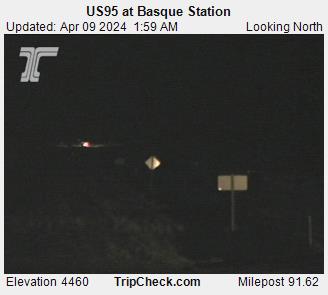 US95 at Basque Station
Updated: Apr 09 2024 1:59 AM Looking North
Elevation 4460 TripCheck.com Milepost 91.62